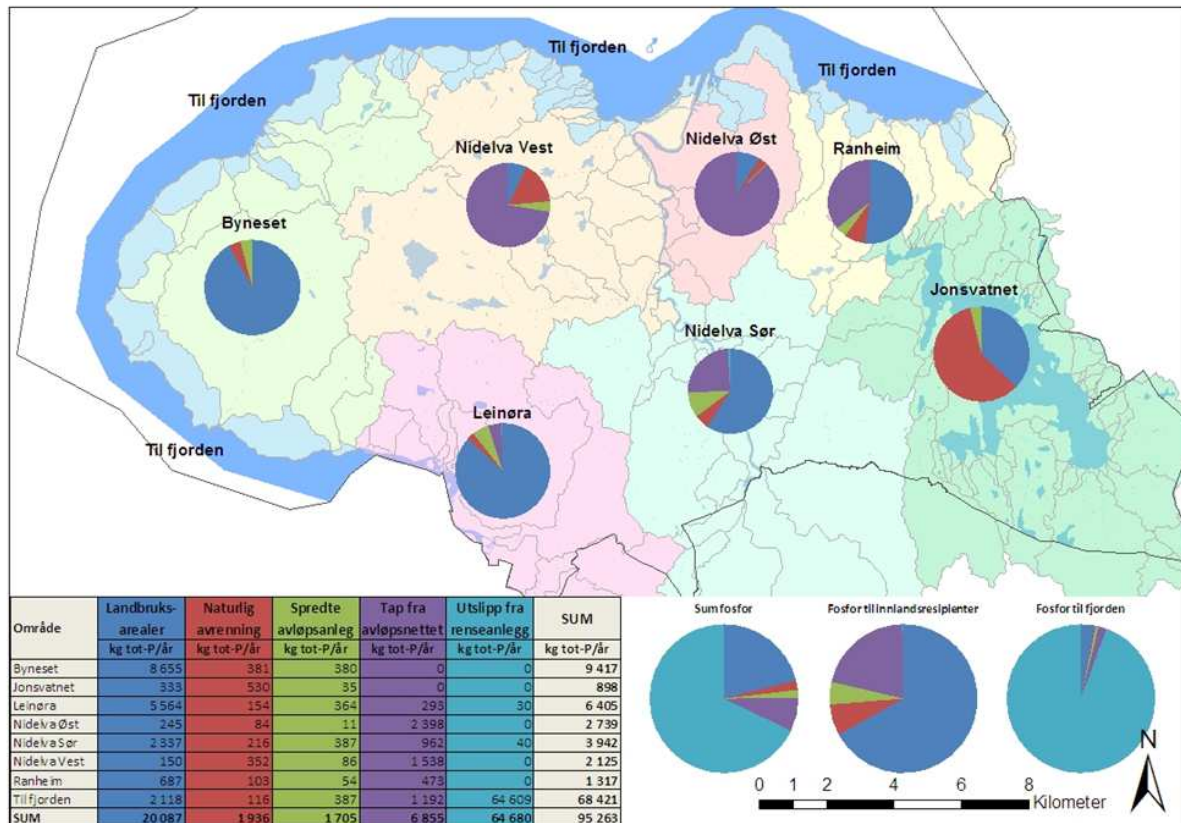 Til fjorden
Til fjorden
Til fjorden
Nidelva Vest
Nidelva Øst
Ranheim
Byneset
Jonsvatnet
Nidelva Sør
Leinøra
Til fjorden
Område Landbruks-arealer Naturlig avrenning Spredte avløpsanleg Tap fra avløpsnettet Utslipp fra renseanlegg SUM
kg tot-P/år kg tot-P/år kg tot-P/år kg tot-P/år kg tot-P/år kg tot-P/år
Byneset 8 655 381 380 0 0 9 417
Jonsvatnet 333 530 35 0 0 898
Leinøra 5 564 154 364 293 30 6 405
Nidelva Øst 245 84 11 2 398 0 2 739
Nidelva Sør 2 337 216 387 962 40 3 942
Nidelva Vest 150 352 86 1 538 0 2 125
Ranheim 687 103 54 473 0 1 317
Til fjorden 2 118 116 387 1 192 64 609 68 421
SUM 20 087 1 936 1 705 6 855 64 680 95 263
Sum fosfor
Fosfor til innlandsresipienter
Fosfor til fjorden
N
0 1 2 4 6 8
Kilometer